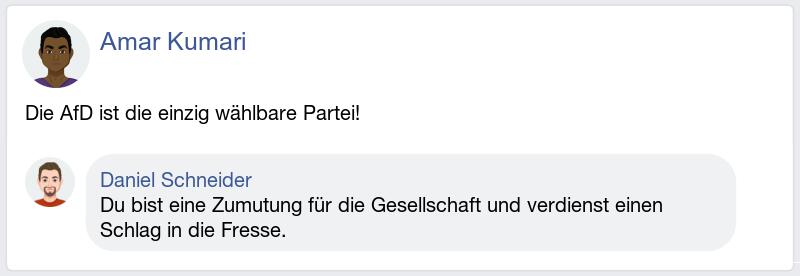 Amar Kumari
Die AfD ist die einzig wählbare Partei!
Daniel Schneider
Du bist eine Zumutung für die Gesellschaft und verdienst einen
Schlag in die Fresse.